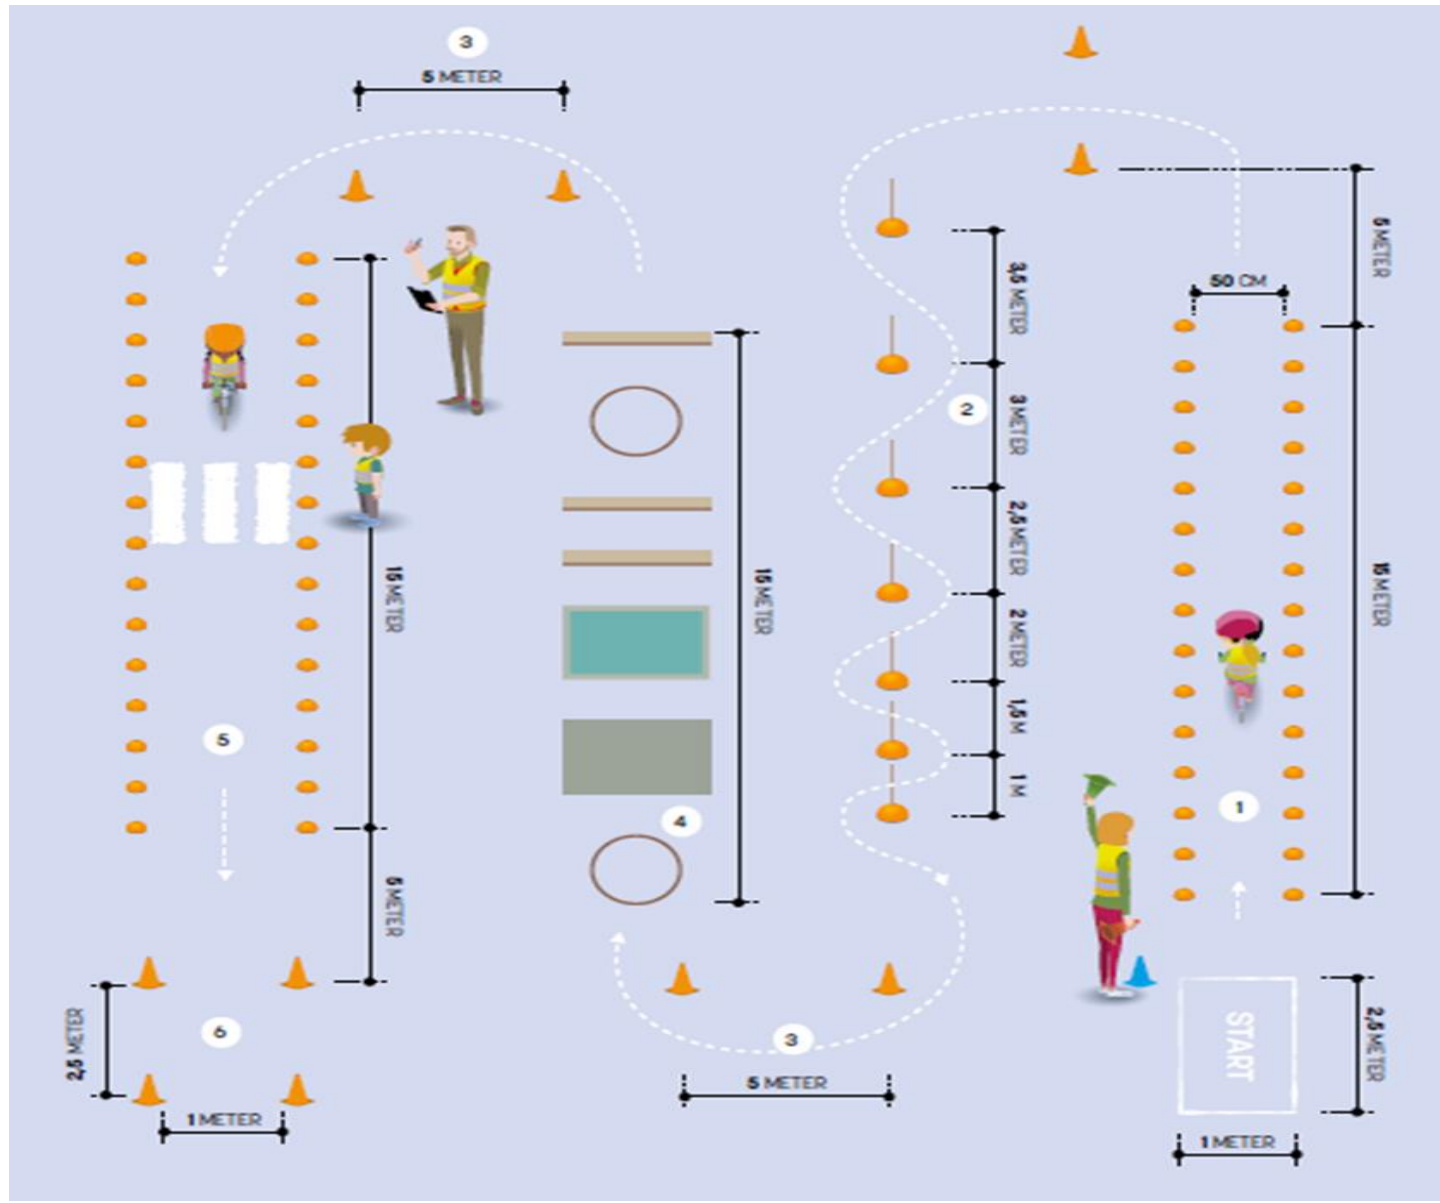 3
5 METER
5 METER
50 CM
3,5 METER
2
3 METER
2,5 METER
15 METER
15 METER
15 METER
2 METER
1,5 M
5
1 M
1
4
5 METER
6
2,5 METER
3
START
2,5 METER
5 METER
1 METER
1 METER